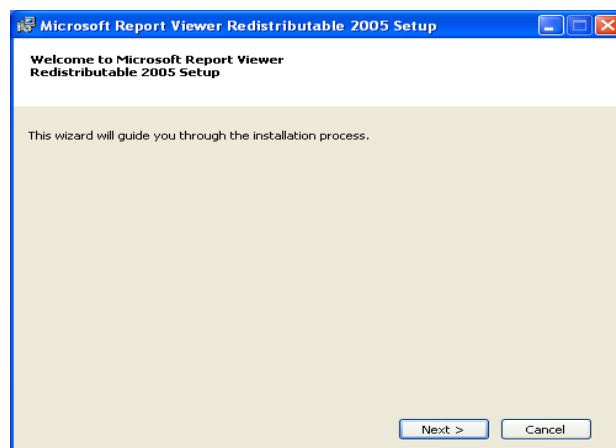 Microsoft Report Viewer Redistributable 2005 Setup
Welcome to Microsoft Report Viewer
Redistributable 2005 Setup
This wizard will guide you through the installation process.
Next >
Cancel